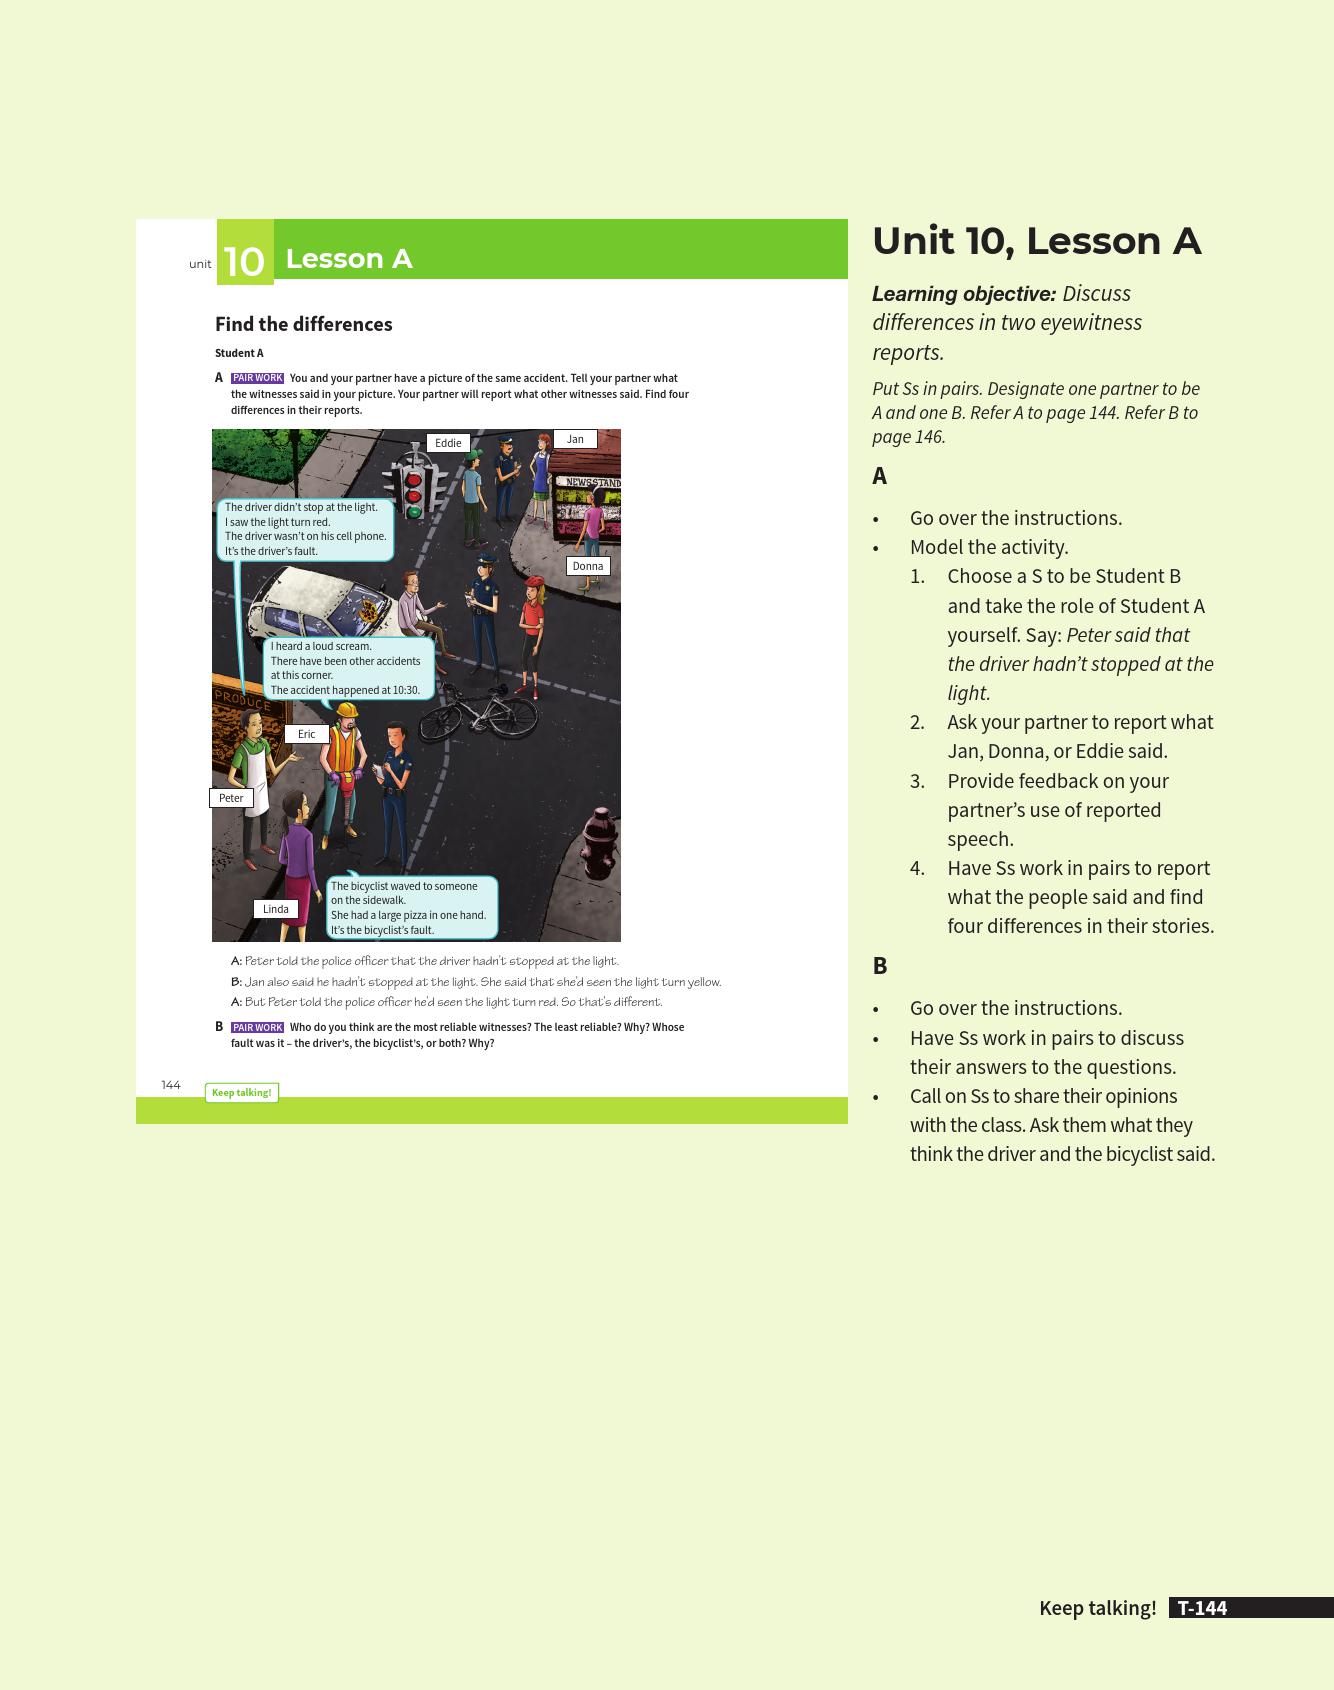 unit 10 Lesson A
Find the differences
Student A
A PAIR WORK You and your partner have a picture of the same accident. Tell your partner what
the witnesses said in your picture. Your partner will report what other witnesses said. Find four
differences in their reports.
Eddie
Jan
NEWSSTAND
The driver didn’t stop at the light.
I saw the light turn red.
The driver wasn’t on his cell phone.
It’s the driver’s fault.
Donna
I heard a loud scream.
There have been other accidents
at this corner.
The accident happened at 10:30.
PRODUCE
Eric
Peter
Linda
The bicyclist waved to someone
on the sidewalk.
She had a large pizza in one hand.
It’s the bicyclist’s fault.
A: Peter told the police officer that the driver hadn’t stopped at the light.
B: Jan also said he hadn’t stopped at the light. She said that she’d seen the light turn yellow.
A: But Peter told the police officer he’d seen the light turn red. So that’s different.
B PAIR WORK Who do you think are the most reliable witnesses? The least reliable? Why? Whose
fault was it – the driver’s, the bicyclist’s, or both? Why?
144
Keep talking!
Unit 10, Lesson A
Learning objective: Discuss
differences in two eyewitness
reports.
Put Ss in pairs. Designate one partner to be
A and one B. Refer A to page 144. Refer B to
page 146.
A
• Go over the instructions.
• Model the activity.
1. Choose a S to be Student B
and take the role of Student A
yourself. Say: Peter said that
the driver hadn’t stopped at the
light.
2. Ask your partner to report what
Jan, Donna, or Eddie said.
3. Provide feedback on your
partner’s use of reported
speech.
4. Have Ss work in pairs to report
what the people said and find
four differences in their stories.
B
• Go over the instructions.
• Have Ss work in pairs to discuss
their answers to the questions.
• Call on Ss to share their opinions
with the class. Ask them what they
think the driver and the bicyclist said.
Keep talking! T-144